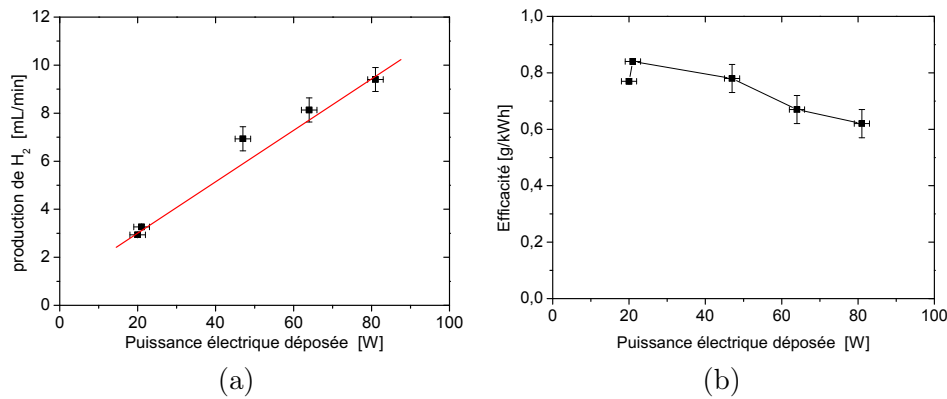 12
10
8
6
4
2
0
production de H2 [mL/min]
0 20 40 60 80 100
Puissance électrique déposée [W]
(a)
1,0
0,8
0,6
0,4
0,2
0,0
Efficacité [g/kWh]
0 20 40 60 80 100
Puissance électrique déposée [W]
(b)